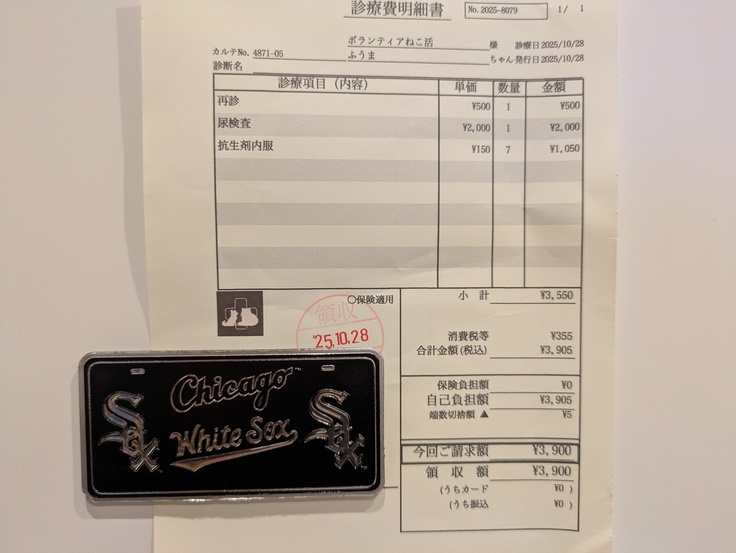 診療費明細書 No.2025-8079 1/ 1
ボランティアねこ活 様 診療日 2025/10/28
カルテNo. 4871-05 ふうま ちゃん 発行日 2025/10/28
診断名
診療項目（内容） 単価 数量 金額
再診 ¥500 1 ¥500
尿検査 ¥2,000 1 ¥2,000
抗生剤内服 ¥150 7 ¥1,050
小 計 ¥3,550
○保険適用
領収
'25.10.28
消費税等 ¥355
合計金額(税込) ¥3,905
保険負担額 ¥0
自己負担額 ¥3,905
端数切捨額 ▲ ¥5
今回ご請求額 ¥3,900
領 収 額 ¥3,900
(うちカード ¥0 )
(うち振込 ¥0 )
Chicago
White Sox
Sox
Sox